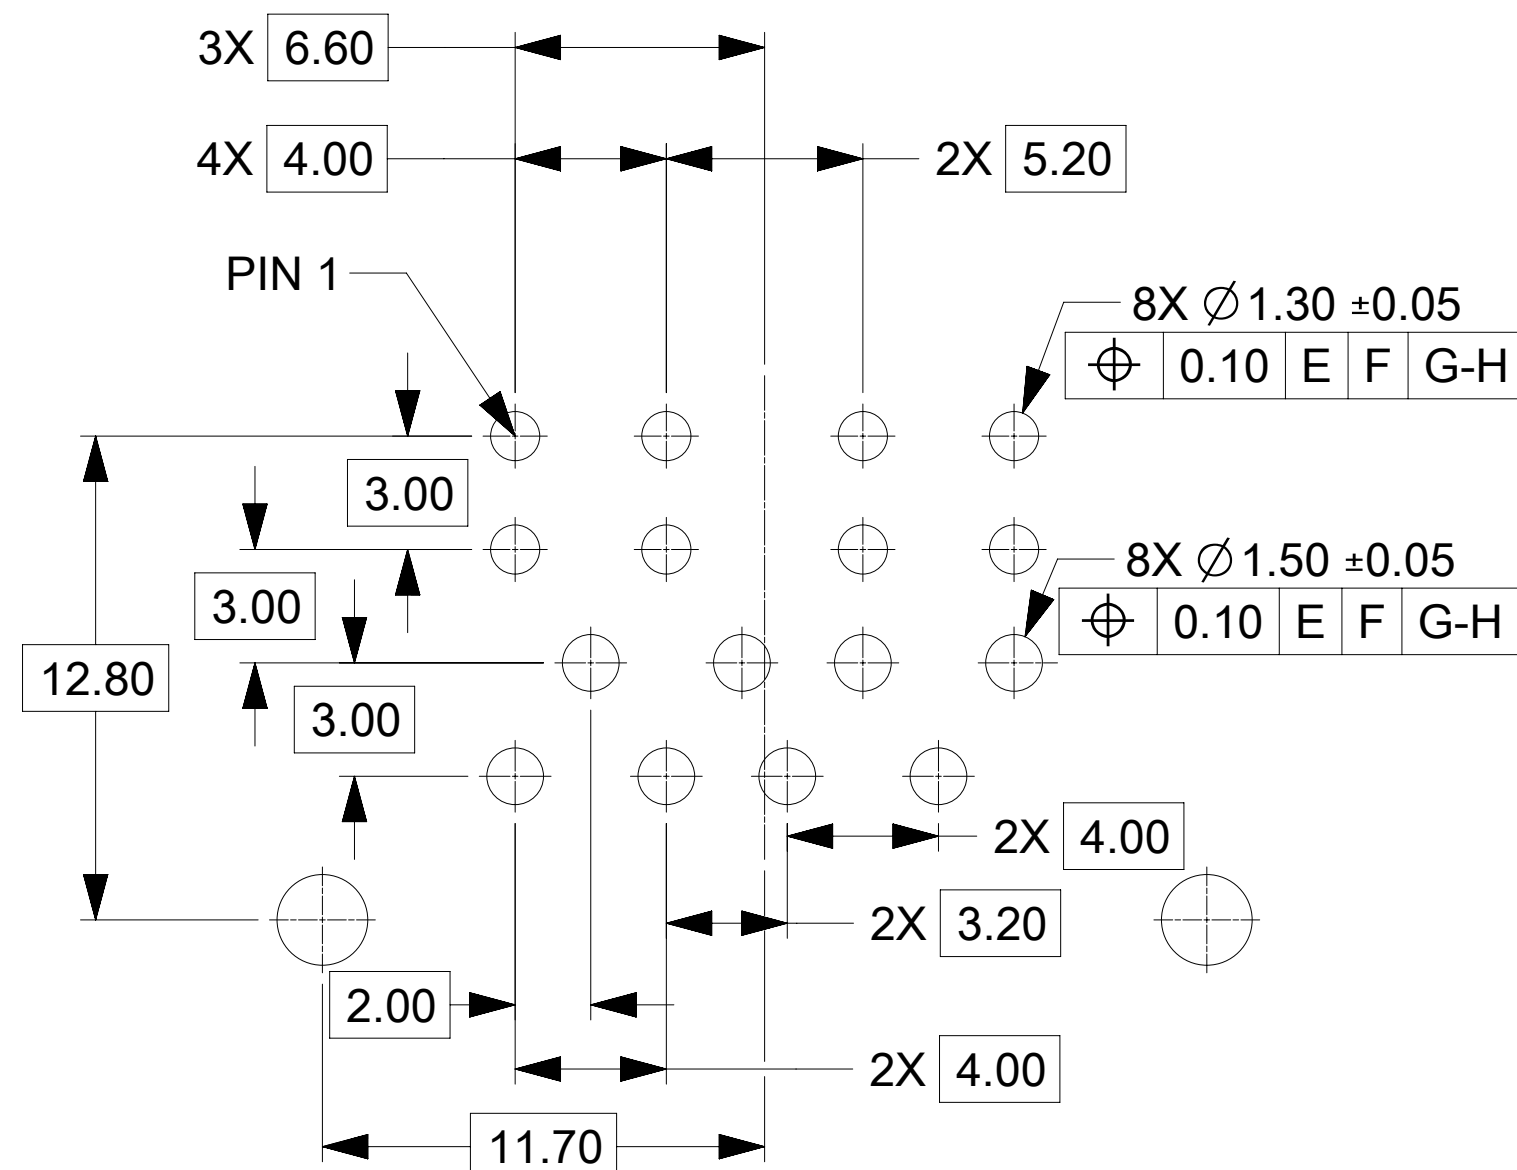 3X 6.60
4X 4.00
2X 5.20
PIN 1
8X ∅1.30 ±0.05
⌖ 0.10 E F G-H
3.00
8X ∅1.50 ±0.05
⌖ 0.10 E F G-H
3.00
12.80
3.00
2X 4.00
2X 3.20
2.00
2X 4.00
11.70